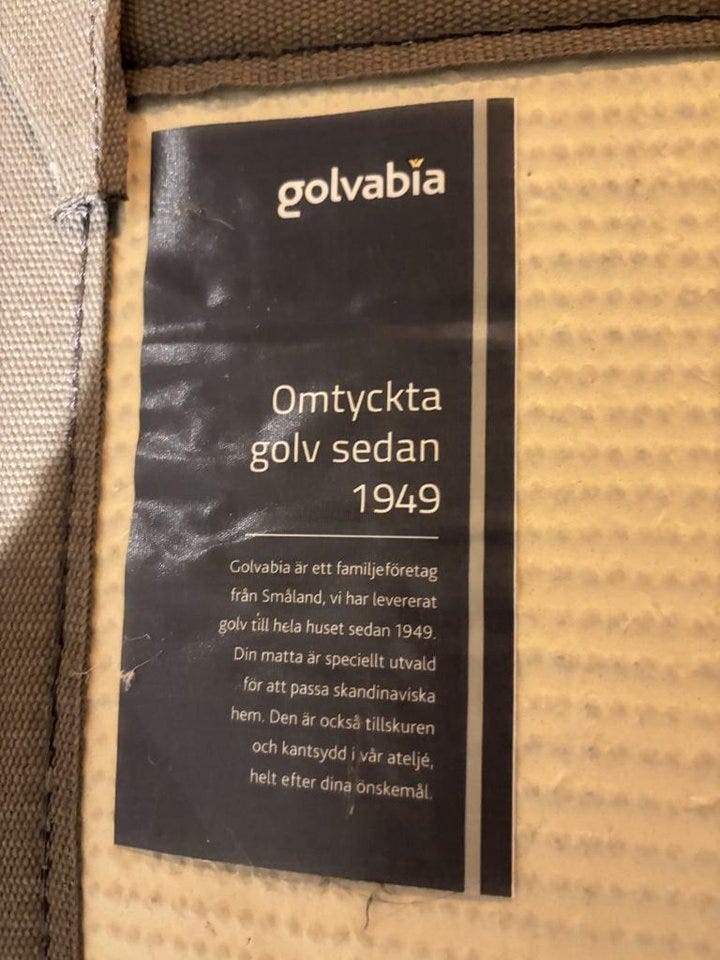 golvabia
Omtyckta
golv sedan
1949
Golvabia är ett familjeföretag
från Småland, vi har levererat
golv till hela huset sedan 1949.
Din matta är speciellt utvald
för att passa skandinaviska
hem. Den är också tillskuren
och kantsydd i vår ateljé,
helt efter dina önskemål.